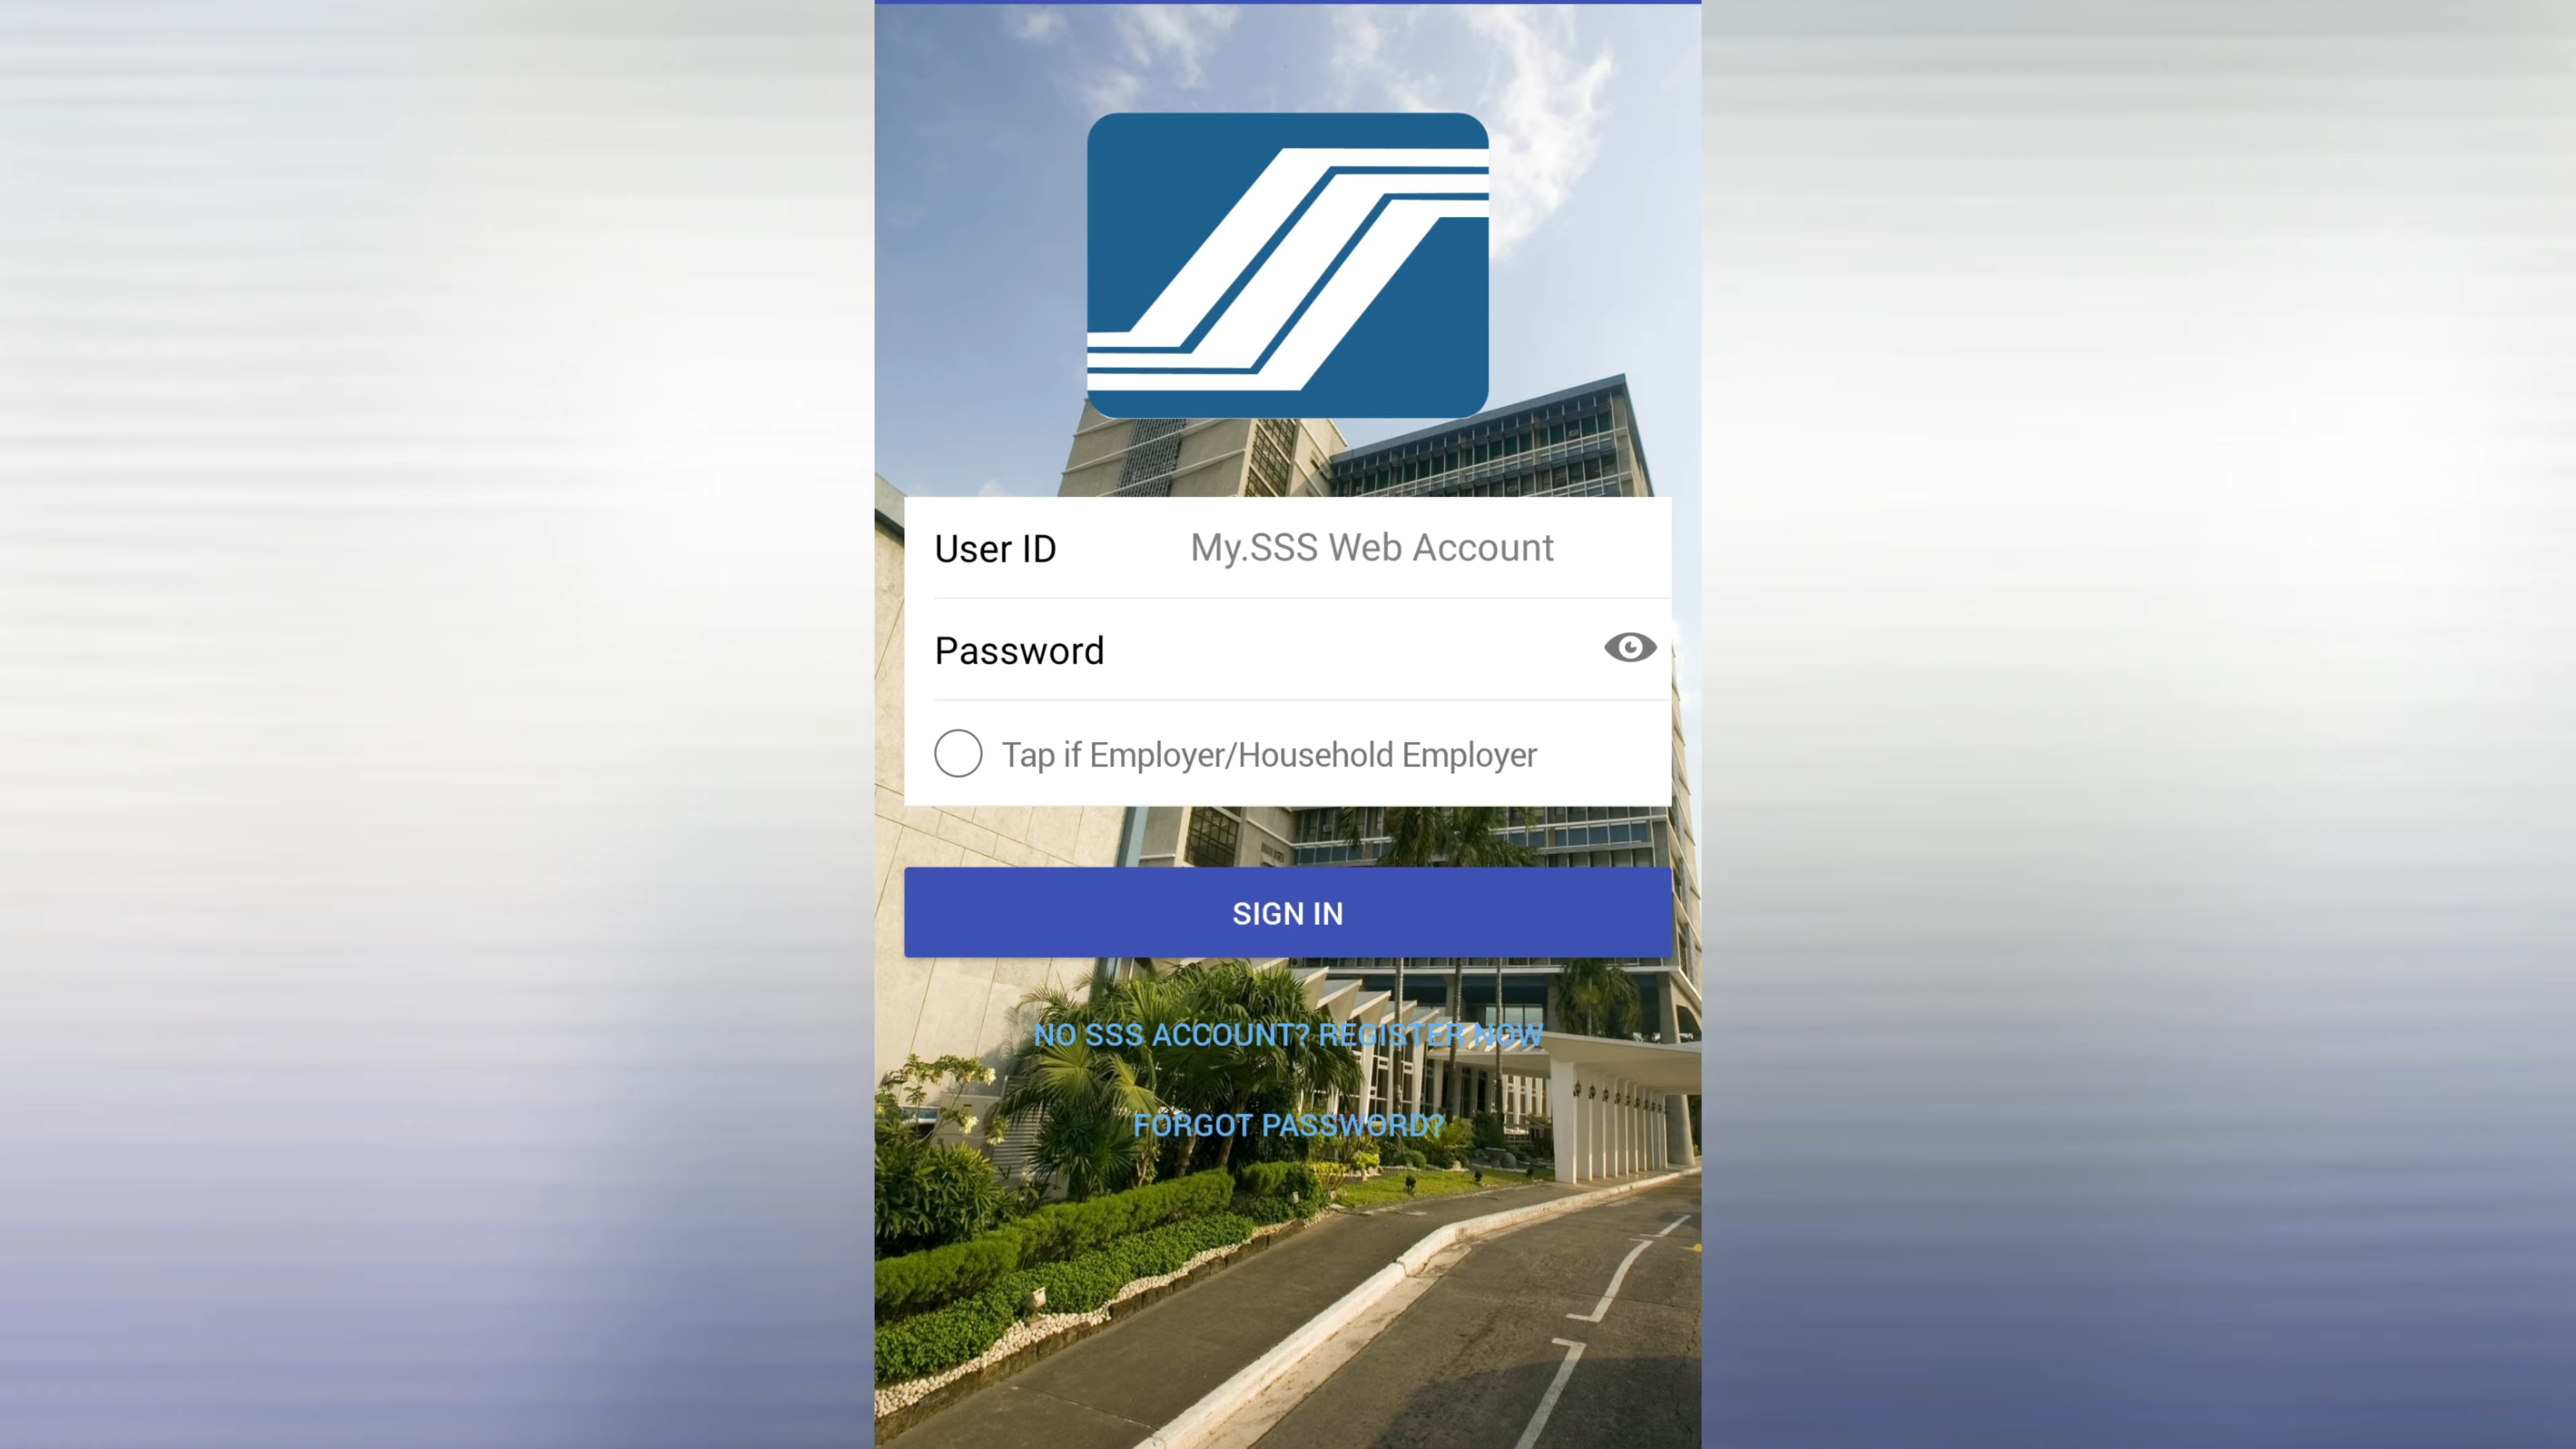 User ID My.SSS Web Account
Password
Tap if Employer/Household Employer
SIGN IN
NO SSS ACCOUNT? REGISTER NOW
FORGOT PASSWORD?